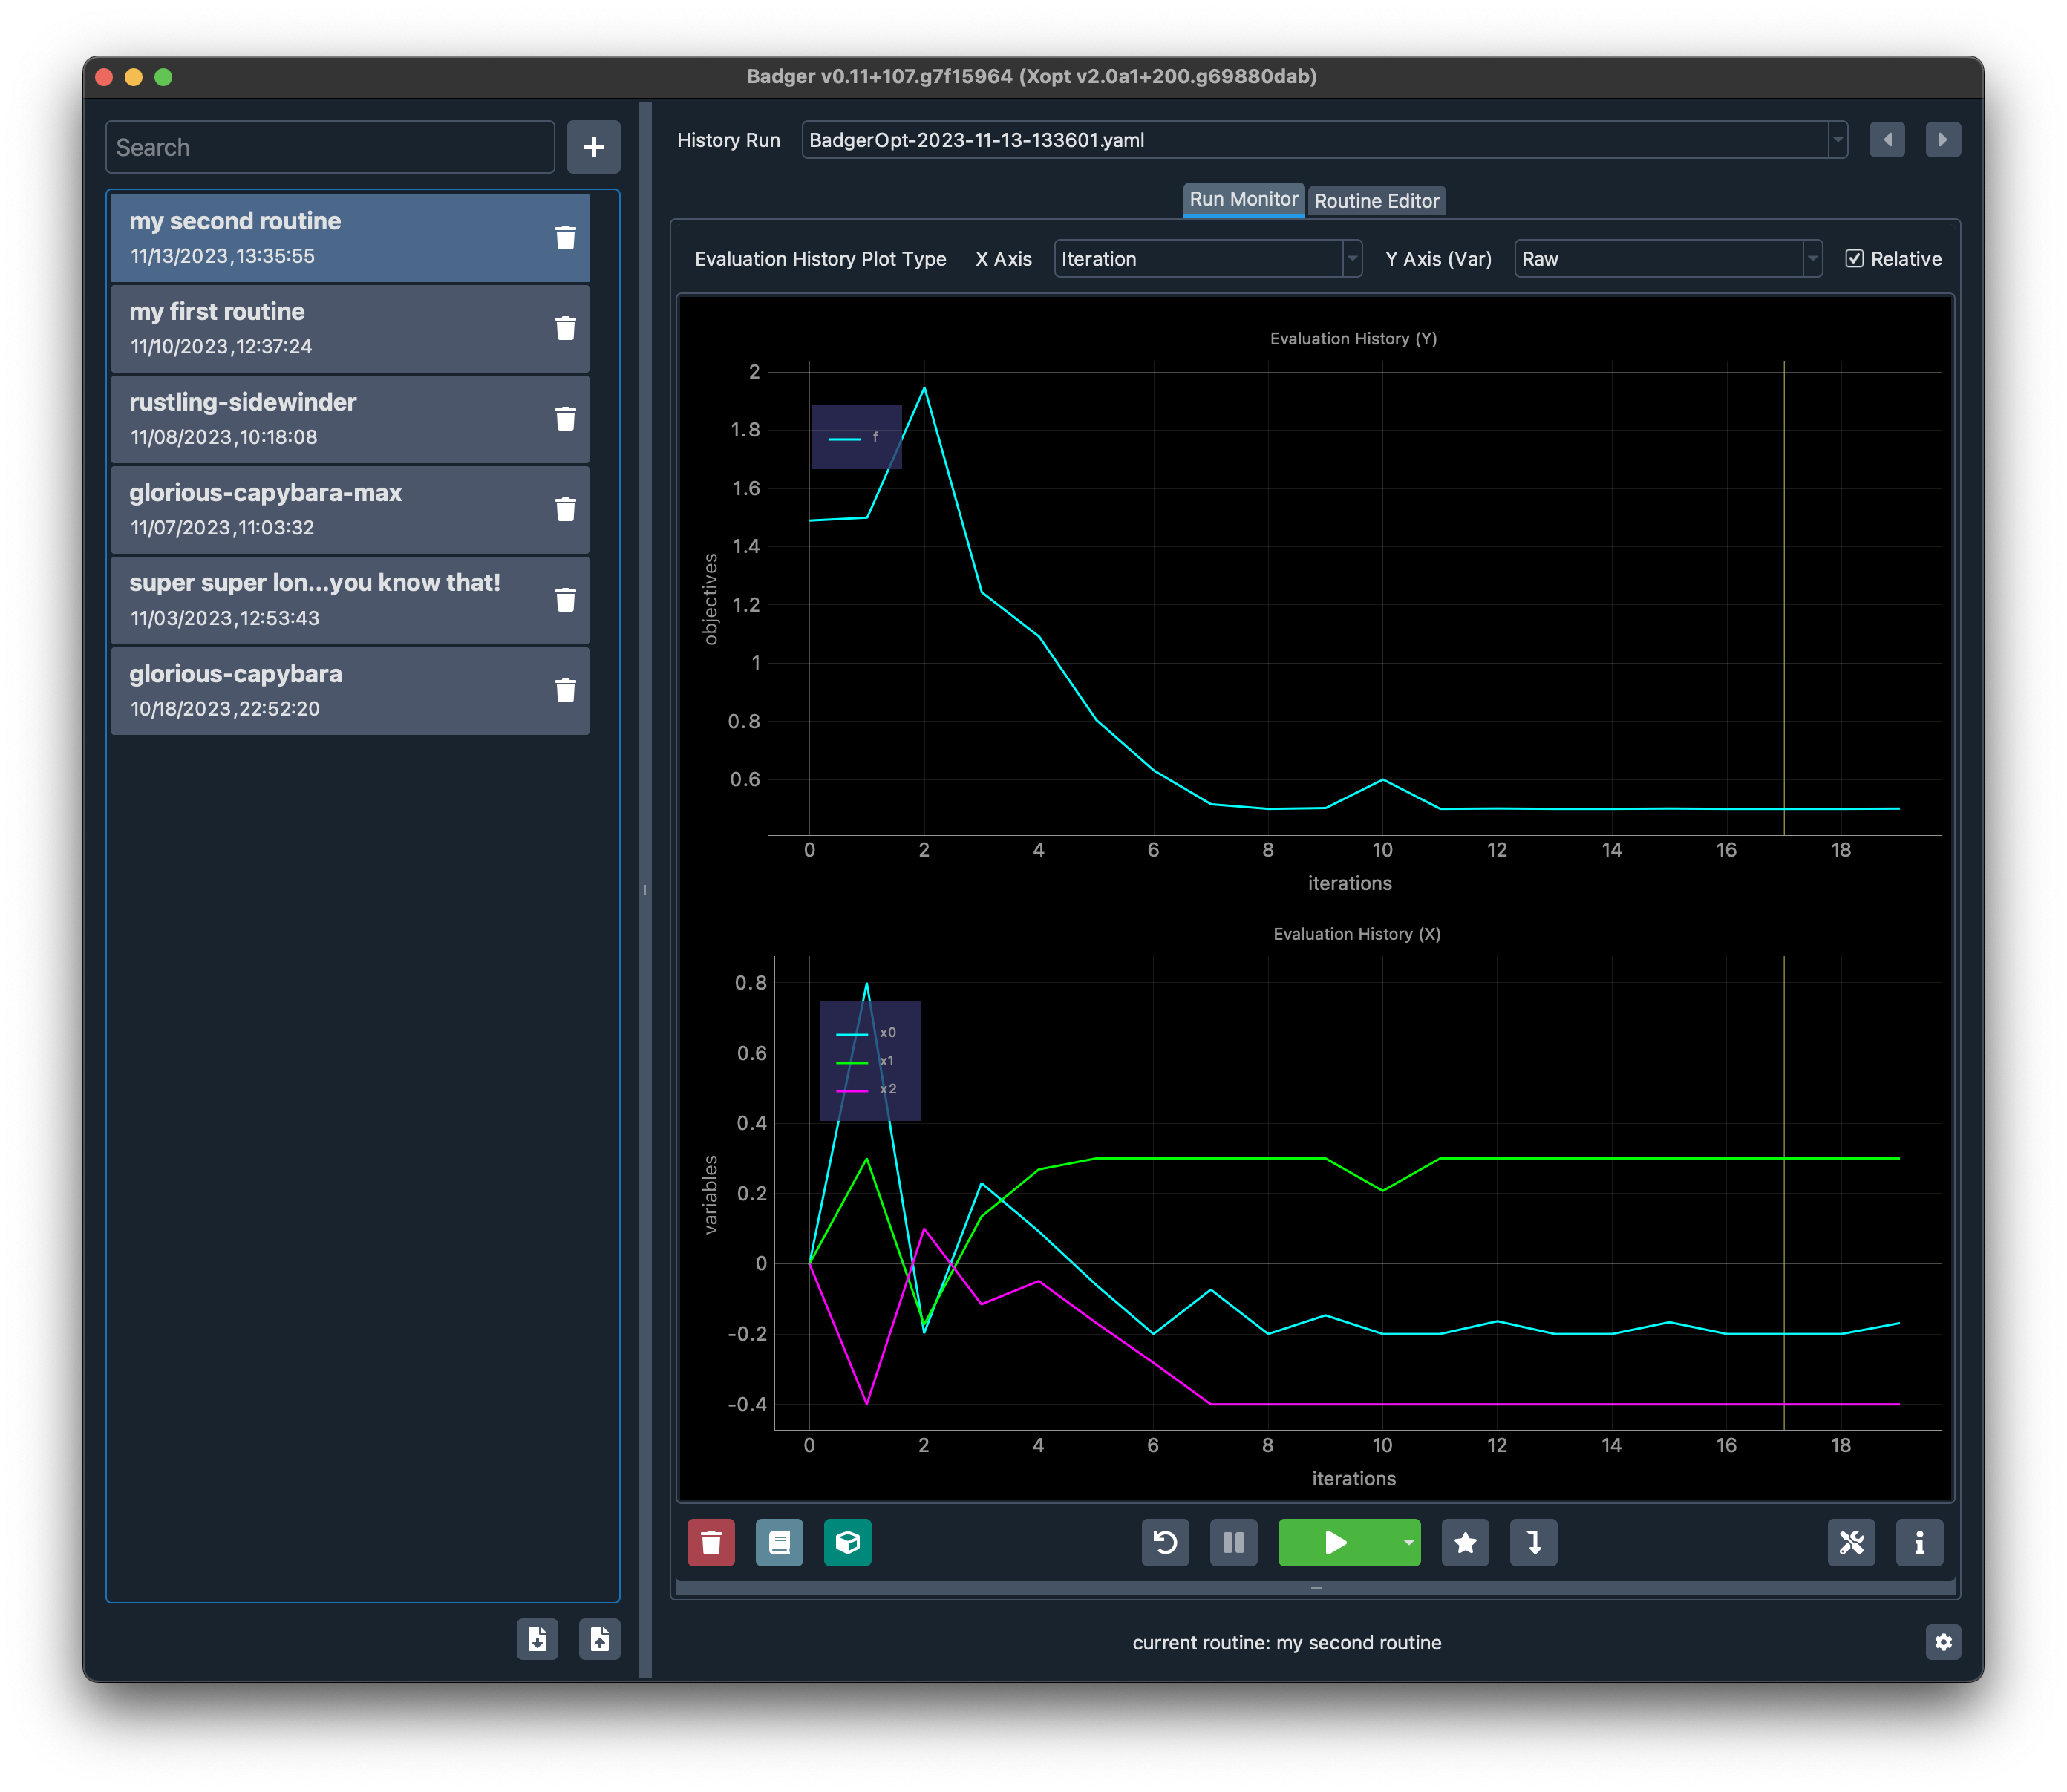 Badger v0.11+107.g7f15964 (Xopt v2.0a1+200.g69880dab)
Search
my second routine
11/13/2023,13:35:55
my first routine
11/10/2023,12:37:24
rustling-sidewinder
11/08/2023,10:18:08
glorious-capybara-max
11/07/2023,11:03:32
super super lon...you know that!
11/03/2023,12:53:43
glorious-capybara
10/18/2023,22:52:20
History Run BadgerOpt-2023-11-13-133601.yaml
Run Monitor Routine Editor
Evaluation History Plot Type X Axis Iteration Y Axis (Var) Raw Relative
Evaluation History (Y)
2
1.8
1.6
1.4
1.2
1
0.8
0.6
objectives
f
0 2 4 6 8 10 12 14 16 18
iterations
Evaluation History (X)
0.8
0.6
0.4
0.2
0
-0.2
-0.4
variables
x0
x1
x2
0 2 4 6 8 10 12 14 16 18
iterations
current routine: my second routine